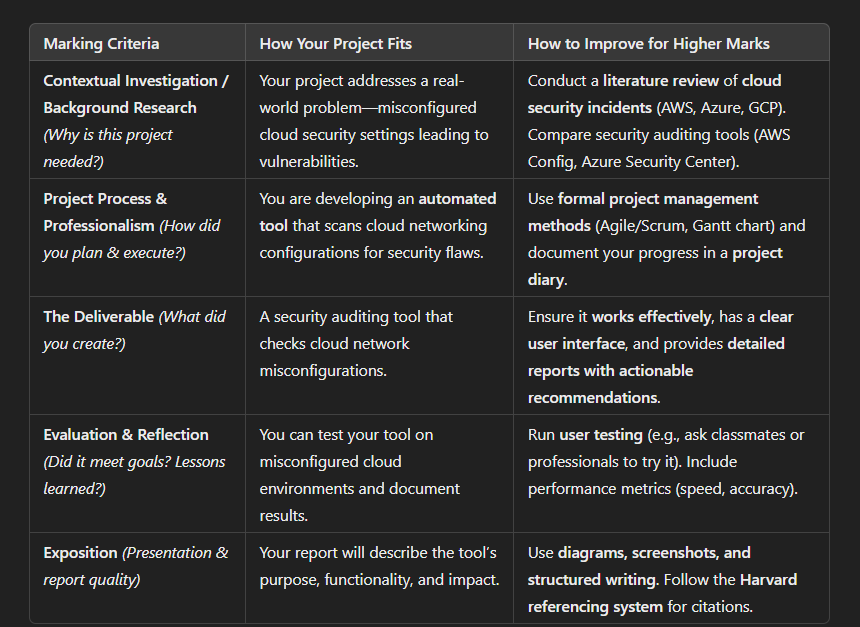 Marking Criteria
How Your Project Fits
How to Improve for Higher Marks
Contextual Investigation /
Background Research
(Why is this project
needed?)
Your project addresses a real-
world problem—misconfigured
cloud security settings leading to
vulnerabilities.
Conduct a literature review of cloud
security incidents (AWS, Azure, GCP).
Compare security auditing tools (AWS
Config, Azure Security Center).
Project Process &
Professionalism (How did
you plan & execute?)
You are developing an automated
tool that scans cloud networking
configurations for security flaws.
Use formal project management
methods (Agile/Scrum, Gantt chart) and
document your progress in a project
diary.
The Deliverable (What did
you create?)
A security auditing tool that
checks cloud network
misconfigurations.
Ensure it works effectively, has a clear
user interface, and provides detailed
reports with actionable
recommendations.
Evaluation & Reflection
(Did it meet goals? Lessons
learned?)
You can test your tool on
misconfigured cloud
environments and document
results.
Run user testing (e.g., ask classmates or
professionals to try it). Include
performance metrics (speed, accuracy).
Exposition (Presentation &
report quality)
Your report will describe the tool's
purpose, functionality, and impact.
Use diagrams, screenshots, and
structured writing. Follow the Harvard
referencing system for citations.